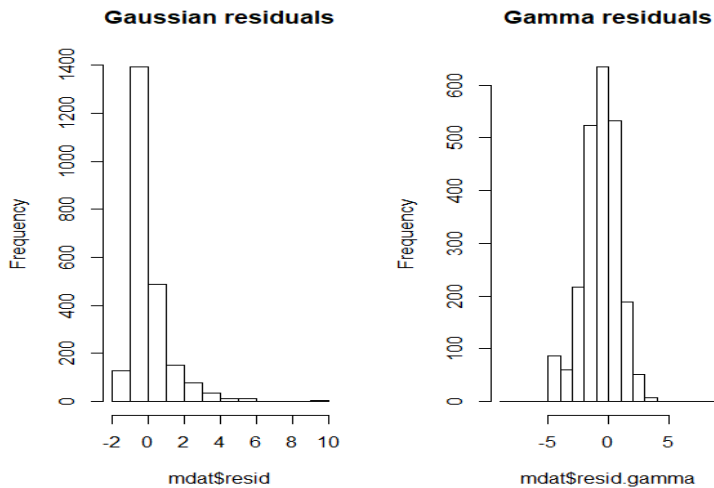 Gaussian residuals
Frequency
0
200
400
600
800
1000
1200
1400
-2 0 2 4 6 8 10
mdat$resid
Gamma residuals
Frequency
0
100
200
300
400
500
600
-5 0 5
mdat$resid.gamma